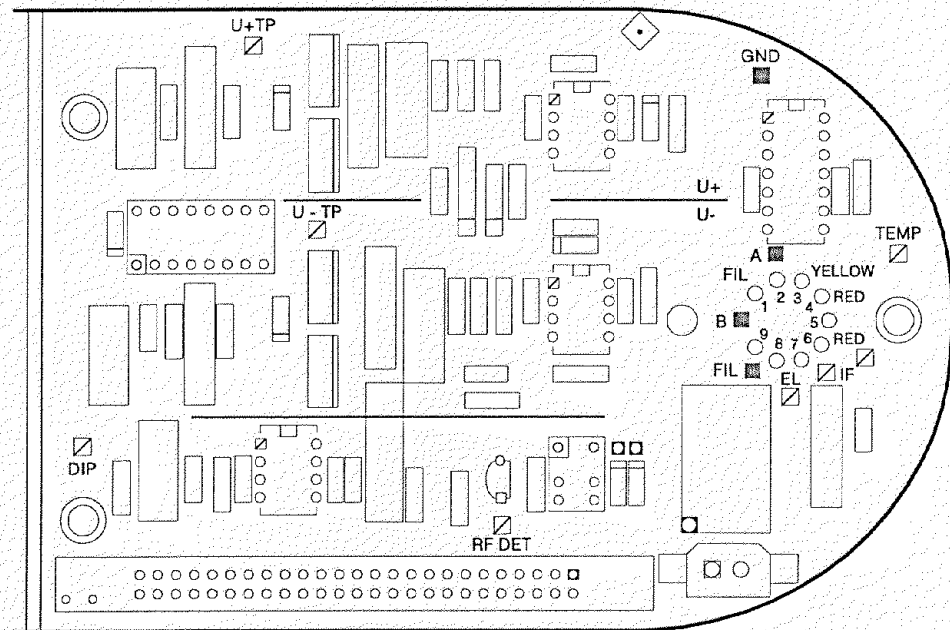 U+TP
GND
U+
U-
U - TP
TEMP
A
FIL
YELLOW
1
2
3
4
RED
B
5
9
8
7
6
RED
FIL
EL
IF
DIP
RF DET